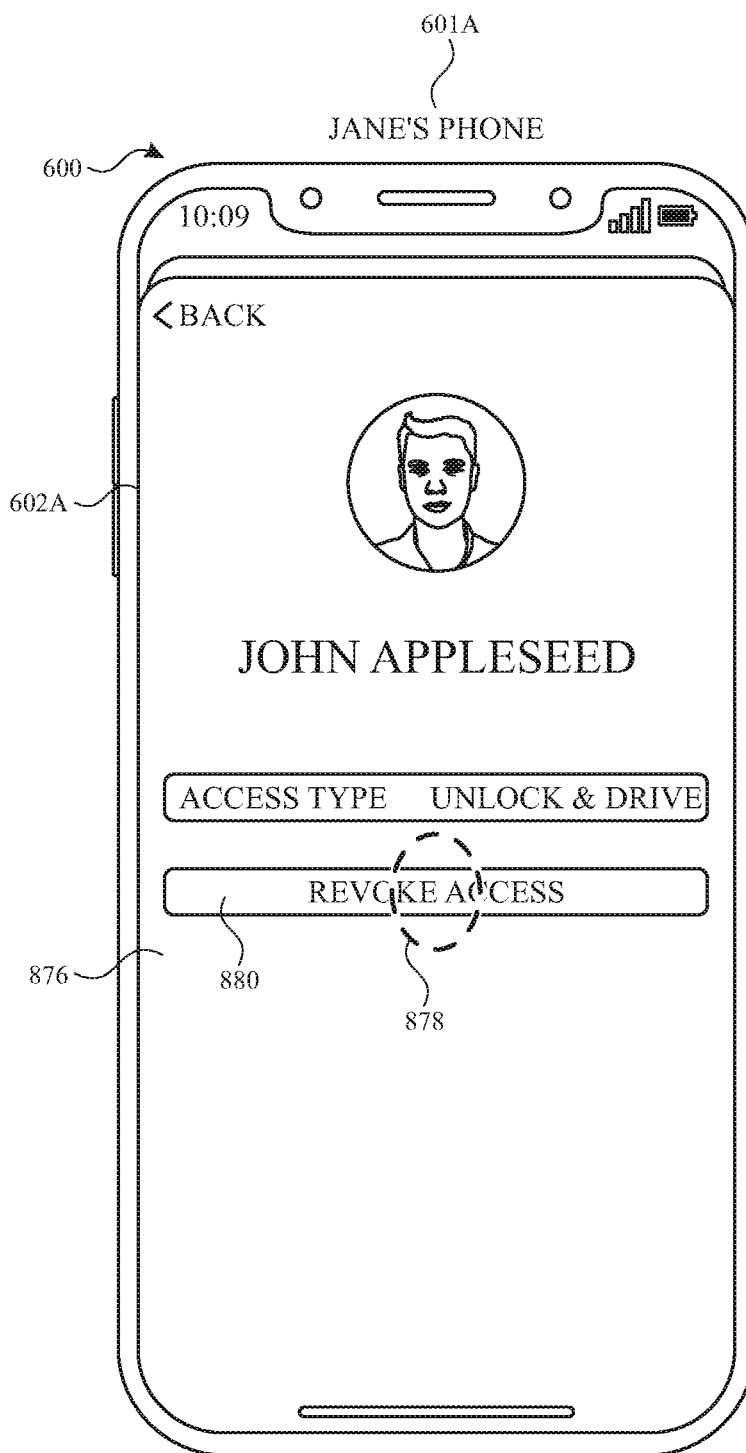 601A
JANE'S PHONE
600
10:09
BACK
602A
JOHN APPLESEED
ACCESS TYPE UNLOCK & DRIVE
REVOKE ACCESS
876
880
878